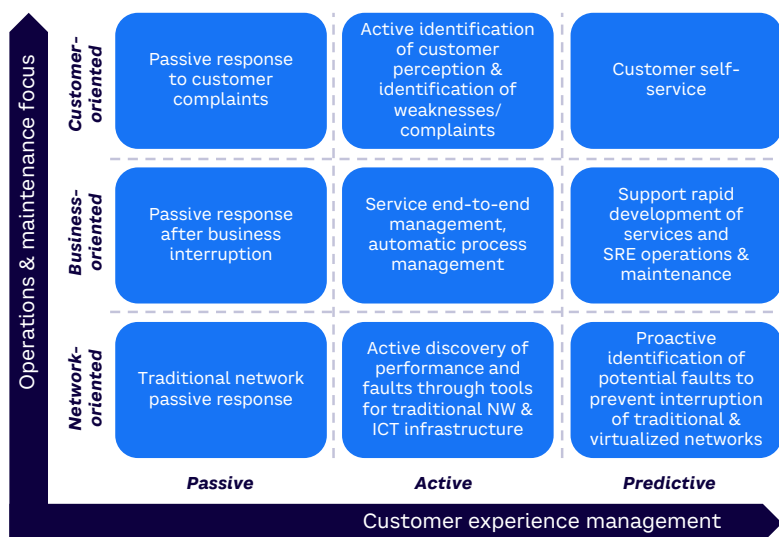 Operations & maintenance focus
Customer-
oriented
Passive response
to customer
complaints
Active identification
of customer
perception &
identification of
weaknesses/
complaints
Customer self-
service
Business-
oriented
Passive response
after business
interruption
Service end-to-end
management,
automatic process
management
Support rapid
development of
services and
SRE operations &
maintenance
Network-
oriented
Traditional network
passive response
Active discovery of
performance and
faults through tools
for traditional NW &
ICT infrastructure
Proactive
identification of
potential faults to
prevent interruption
of traditional &
virtualized networks
Passive
Active
Predictive
Customer experience management